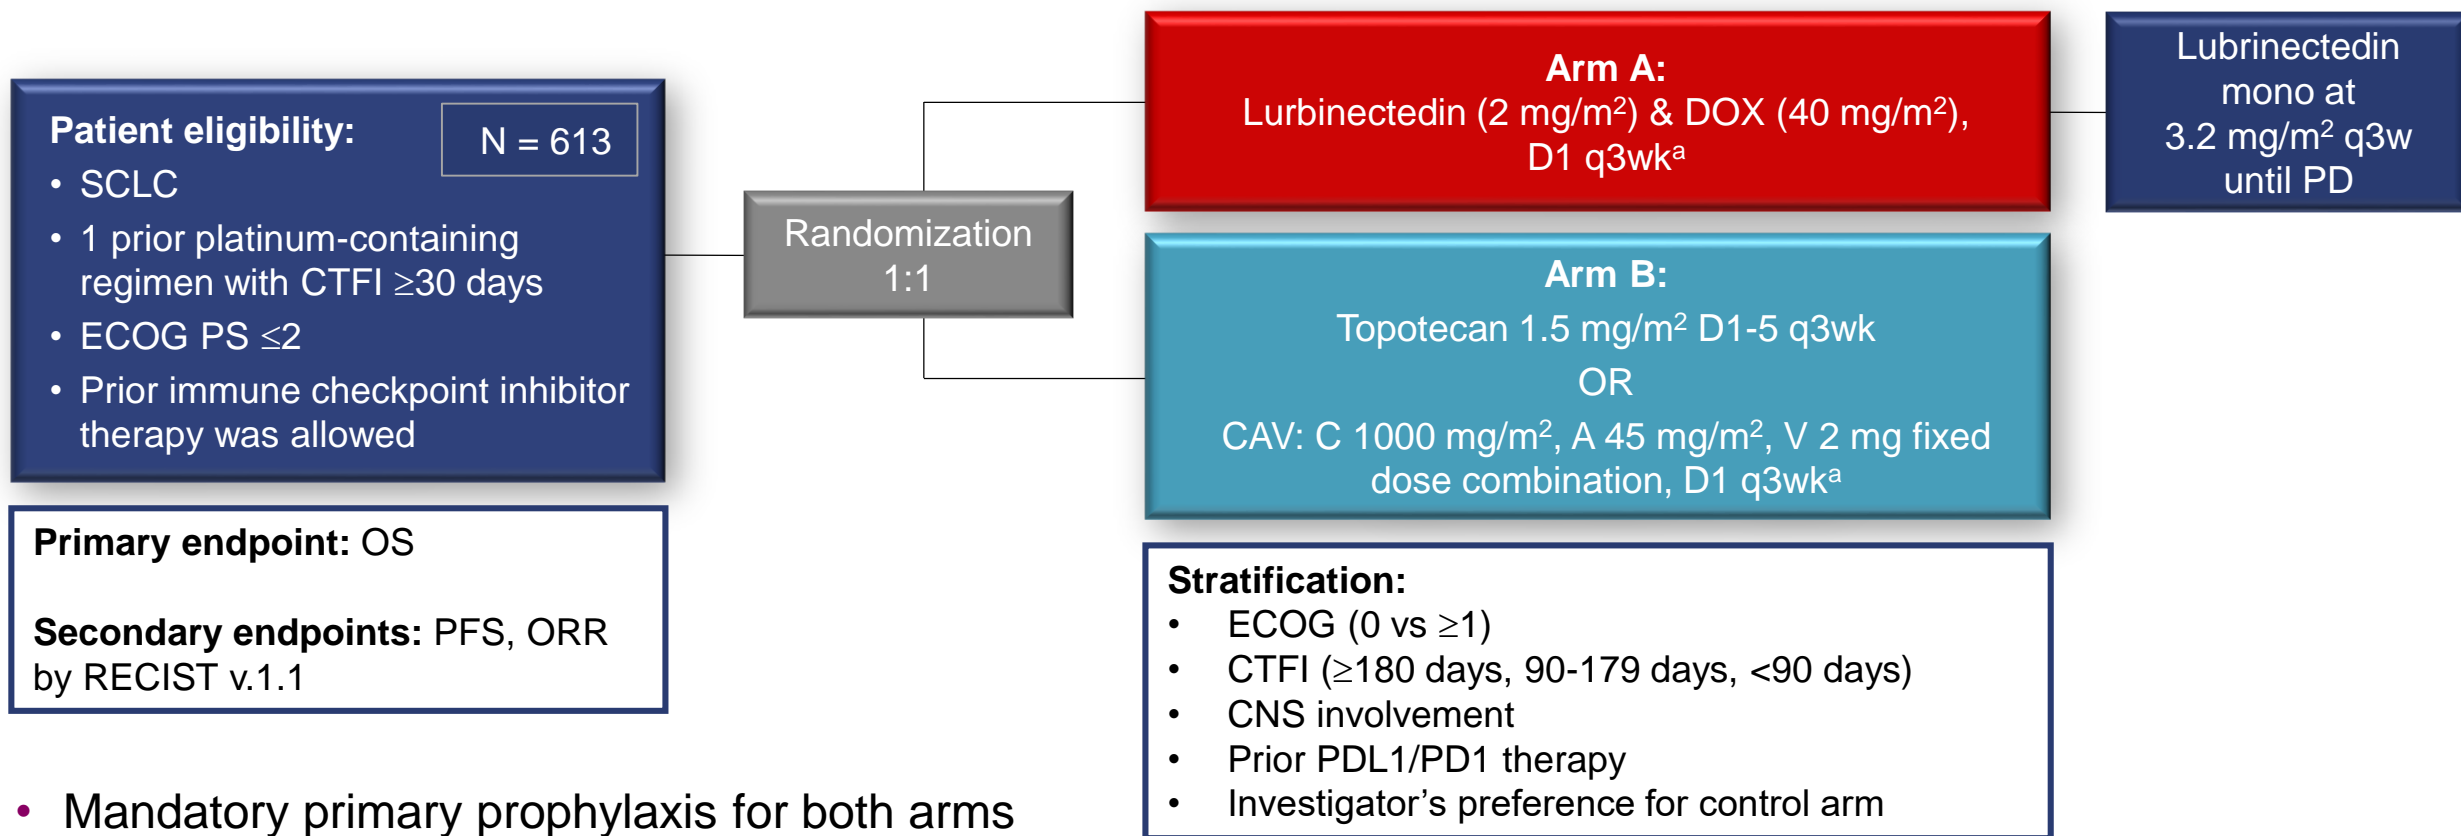 Patient eligibility:
N = 613
• SCLC
• 1 prior platinum-containing
regimen with CTFI ≥30 days
• ECOG PS ≤2
• Prior immune checkpoint inhibitor
therapy was allowed
Primary endpoint: OS
Secondary endpoints: PFS, ORR
by RECIST v.1.1
Randomization
1:1
Arm A:
Lurbinectedin (2 mg/m²) & DOX (40 mg/m²),
D1 q3wkᵃ
Lubrinectedin
mono at
3.2 mg/m² q3w
until PD
Arm B:
Topotecan 1.5 mg/m² D1-5 q3wk
OR
CAV: C 1000 mg/m², A 45 mg/m², V 2 mg fixed
dose combination, D1 q3wkᵃ
Stratification:
• ECOG (0 vs ≥1)
• CTFI (≥180 days, 90-179 days, <90 days)
• CNS involvement
• Prior PDL1/PD1 therapy
• Investigator's preference for control arm
• Mandatory primary prophylaxis for both arms